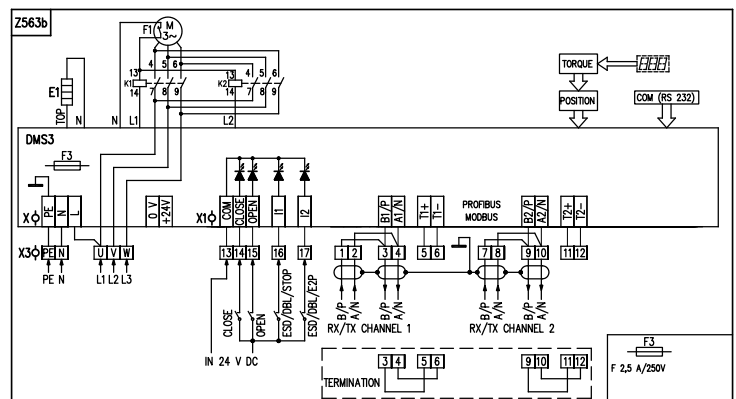 Z563b
F1 M
3~
13 4 5 6 13 4 5 6
K1 K2
14 7 8 9 14 7 8 9
E1
TOP N N L1 L2
TORQUE
POSITION COM (RS 232)
DMS3
F3
PE N L 0 V +24V COM CLOSE OPEN I1 I2 B1/P A1/N T1+ T1- PROFIBUS B2/P A2/N T2+ T2-
MODBUS
X X1
X3 PE N U V W 13 14 15 16 17 1 2 3 4 5 6 7 8 9 10 11 12
PE N L1 L2 L3
CLOSE OPEN ESD/DBL/STOP ESD/DBL/E2P
B/P A/N B/P A/N B/P A/N B/P A/N
RX/TX CHANNEL 1 RX/TX CHANNEL 2
IN 24 V DC
3 4 5 6 9 10 11 12
TERMINATION
F3
F 2,5 A/250V